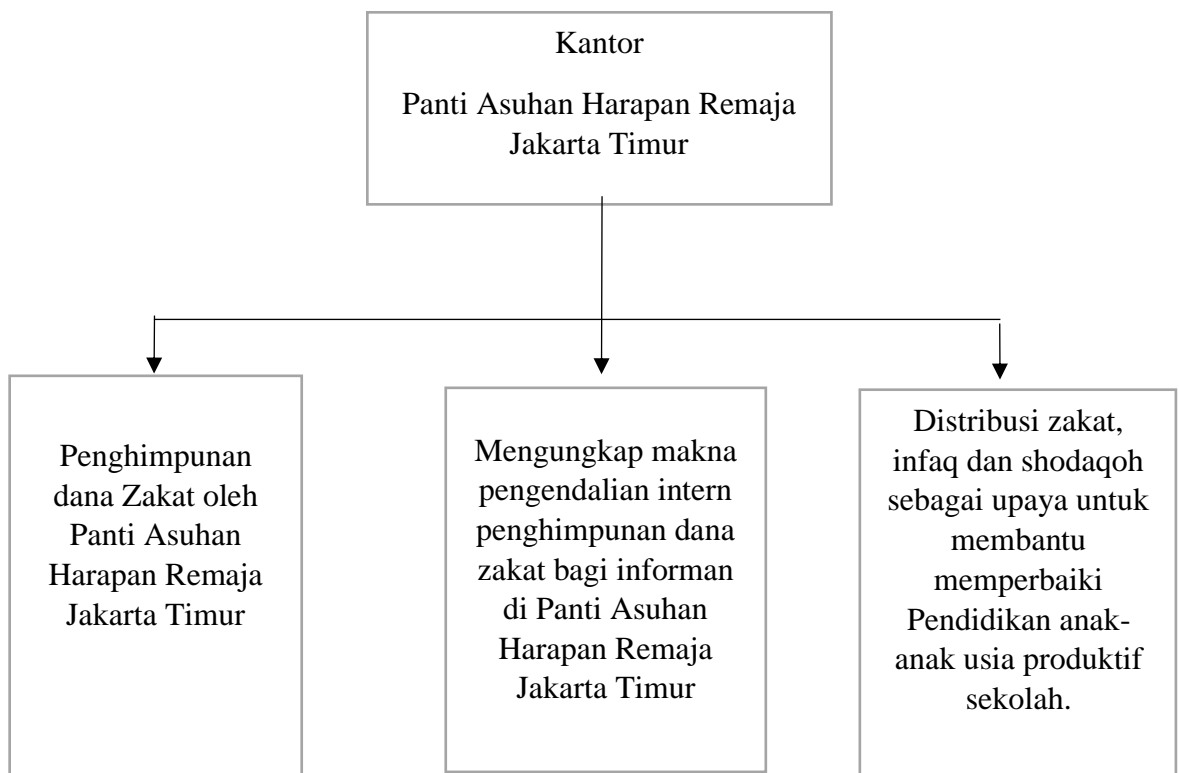 Kantor
Panti Asuhan Harapan Remaja
Jakarta Timur
Penghimpunan
dana Zakat oleh
Panti Asuhan
Harapan Remaja
Jakarta Timur
Mengungkap makna
pengendalian intern
penghimpunan dana
zakat bagi informan
di Panti Asuhan
Harapan Remaja
Jakarta Timur
Distribusi zakat,
infaq dan shodaqoh
sebagai upaya untuk
membantu
memperbaiki
Pendidikan anak-
anak usia produktif
sekolah.